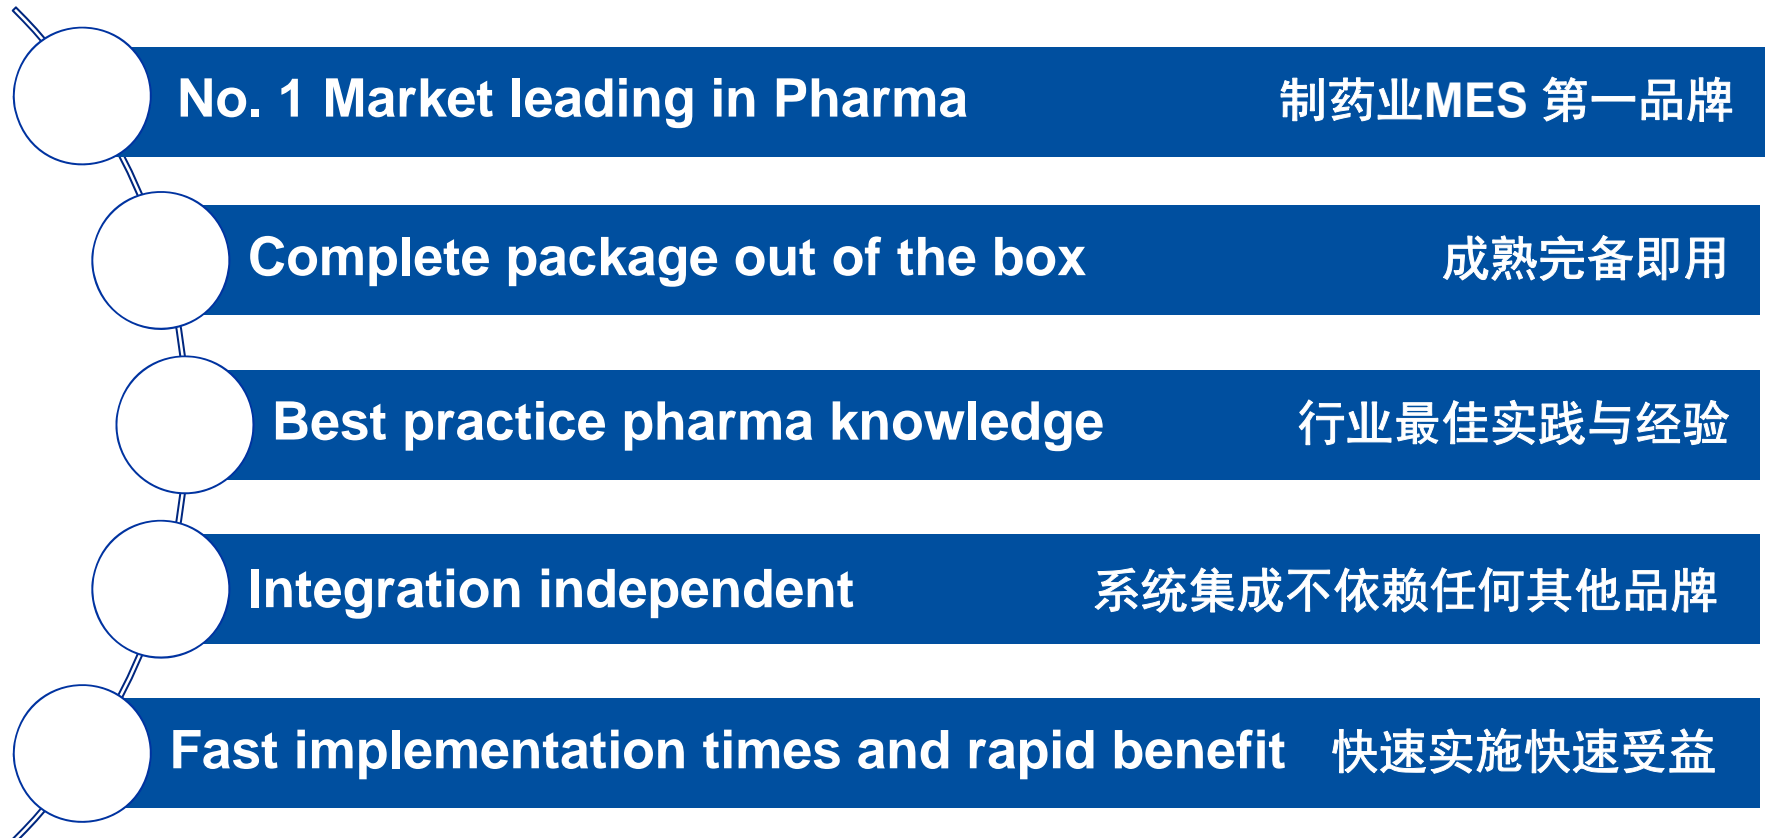 No. 1 Market leading in Pharma 制药业MES 第一品牌
Complete package out of the box 成熟完备即用
Best practice pharma knowledge 行业最佳实践与经验
Integration independent 系统集成不依赖任何其他品牌
Fast implementation times and rapid benefit 快速实施快速受益